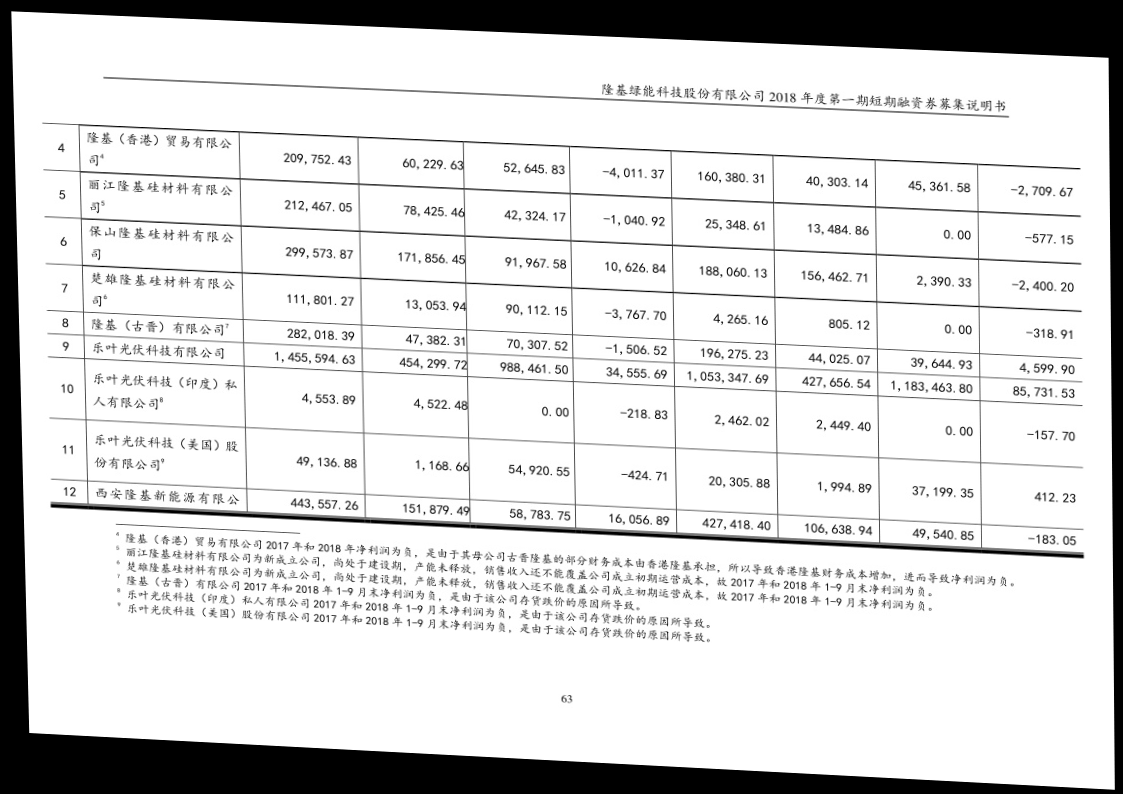 隆基绿能科技股份有限公司 2018 年度第一期短期融资券募集说明书
4 隆基（香港）贸易有限公司⁴ 209,752.43 60,229.63 52,645.83 -4,011.37 160,380.31 40,303.14 45,361.58 -2,709.67
5 丽江隆基硅材料有限公司⁵ 212,467.05 78,425.46 42,324.17 -1,040.92 25,348.61 13,484.86 0.00 -577.15
6 保山隆基硅材料有限公司 299,573.87 171,856.45 91,967.58 10,626.84 188,060.13 156,462.71 2,390.33 -2,400.20
7 楚雄隆基硅材料有限公司⁶ 111,801.27 13,053.94 90,112.15 -3,767.70 4,265.16 805.12 0.00 -318.91
8 隆基（古晋）有限公司⁷ 282,018.39 47,382.31 70,307.52 -1,506.52 196,275.23 44,025.07 39,644.93 4,599.90
9 乐叶光伏科技有限公司 1,455,594.63 454,299.72 988,461.50 34,555.69 1,053,347.69 427,656.54 1,183,463.80 85,731.53
10 乐叶光伏科技（印度）私人有限公司⁸ 4,553.89 4,522.48 0.00 -218.83 2,462.02 2,449.40 0.00 -157.70
11 乐叶光伏科技（美国）股份有限公司⁹ 49,136.88 1,168.66 54,920.55 -424.71 20,305.88 1,994.89 37,199.35 412.23
12 西安隆基新能源有限公 443,557.26 151,879.49 58,783.75 16,056.89 427,418.40 106,638.94 49,540.85 -183.05
⁴ 隆基（香港）贸易有限公司 2017 年和 2018 年净利润为负，是由于其母公司古晋隆基的部分财务成本由香港隆基承担，所以导致香港隆基财务成本增加，进而导致净利润为负。
⁵ 丽江隆基硅材料有限公司为新成立公司，尚处于建设期，产能未释放，销售收入还不能覆盖公司成立初期运营成本，故 2017 年和 2018 年 1-9 月末净利润为负。
⁶ 楚雄隆基硅材料有限公司为新成立公司，尚处于建设期，产能未释放，销售收入还不能覆盖公司成立初期运营成本，故 2017 年和 2018 年 1-9 月末净利润为负。
⁷ 隆基（古晋）有限公司 2017 年和 2018 年 1-9 月末净利润为负，是由于该公司存货跌价的原因所导致。
⁸ 乐叶光伏科技（印度）私人有限公司 2017 年和 2018 年 1-9 月末净利润为负，是由于该公司存货跌价的原因所导致。
⁹ 乐叶光伏科技（美国）股份有限公司 2017 年和 2018 年 1-9 月末净利润为负，是由于该公司存货跌价的原因所导致。
63